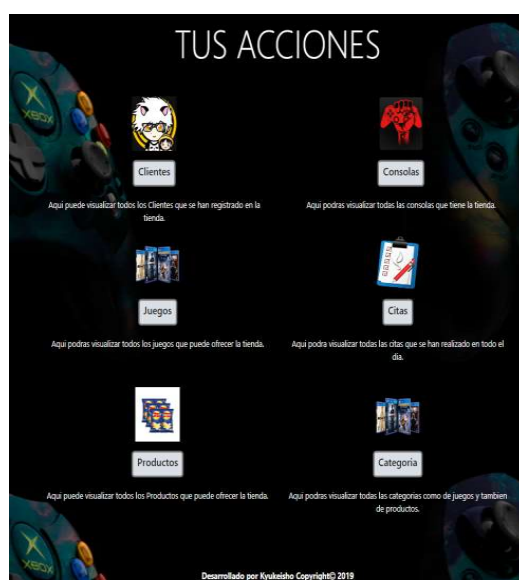 TUS ACCIONES
XBOX
Clientes
Consolas
Aqui puede visualizar todos los Clientes que se han registrado en la
tienda.
Aqui podras visualizar todas las consolas que tiene la tienda.
Juegos
Citas
Aqui podras visualizar todos los juegos que puede ofrecer la tienda.
Aqui podra visualizar todas las citas que se han realizado en todo el
dia.
Productos
Categoria
Aqui puede visualizar todos los Productos que puede ofrecer la tienda.
Aqui podras visualizar todas las categorias como de juegos y tambien
de productos.
XBOX
Desarrollado por Kyukeisho Copyright© 2019